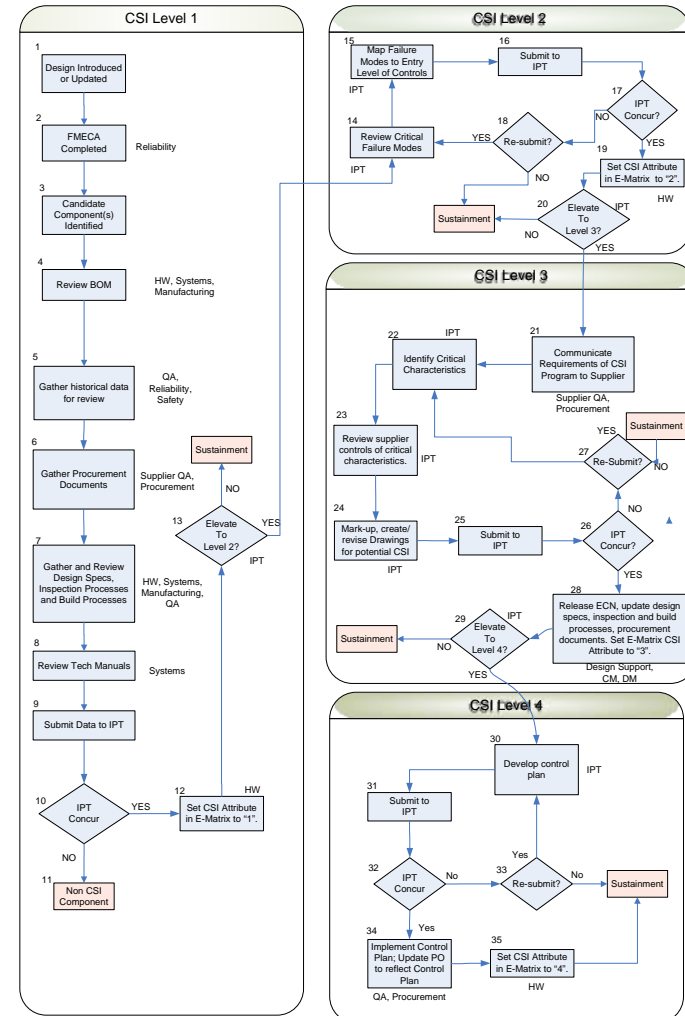 CSI Level 1
1
Design Introduced
or Updated
2
FMECA
Completed
Reliability
3
Candidate
Component(s)
Identified
4
Review BOM
HW, Systems,
Manufacturing
5
Gather historical data
for review
QA,
Reliability,
Safety
6
Gather Procurement
Documents
Supplier QA,
Procurement
7
Gather and Review
Design Specs,
Inspection Processes
and Build Processes
HW, Systems,
Manufacturing,
QA
8
Review Tech Manuals
Systems
9
Submit Data to IPT
10
IPT
Concur
YES
NO
11
Non CSI
Component
12
HW
Set CSI Attribute
in E-Matrix to “1”.
13
Elevate
To
Level 2?
YES
IPT
NO
Sustainment
CSI Level 2
14
Review Critical
Failure Modes
IPT
15
Map Failure
Modes to Entry
Level of Controls
IPT
16
Submit to
IPT
17
IPT
Concur?
NO
YES
18
Re-submit?
YES
NO
19
Set CSI Attribute
in E-Matrix to “2”.
HW
20
Elevate
To
Level 3?
IPT
NO
YES
Sustainment
CSI Level 3
21
Communicate
Requirements of CSI
Program to Supplier
Supplier QA,
Procurement
22
IPT
Identify Critical
Characteristics
23
Review supplier
controls of critical
characteristics.
IPT
24
Mark-up, create/
revise Drawings
for potential CSI
IPT
25
Submit to
IPT
26
IPT
Concur?
NO
YES
27
Re-Submit?
YES
NO
Sustainment
28
Release ECN, update design
specs, inspection and build
processes, procurement
documents. Set E-Matrix CSI
Attribute to “3”.
Design Support,
CM, DM
29
Elevate
To
Level 4?
IPT
NO
YES
Sustainment
CSI Level 4
30
Develop control
plan
IPT
31
Submit to
IPT
32
IPT
Concur
No
Yes
33
Re-submit?
Yes
No
Sustainment
34
Implement Control
Plan; Update PO
to reflect Control
Plan
QA, Procurement
35
Set CSI Attribute
in E-Matrix to “4”.
HW